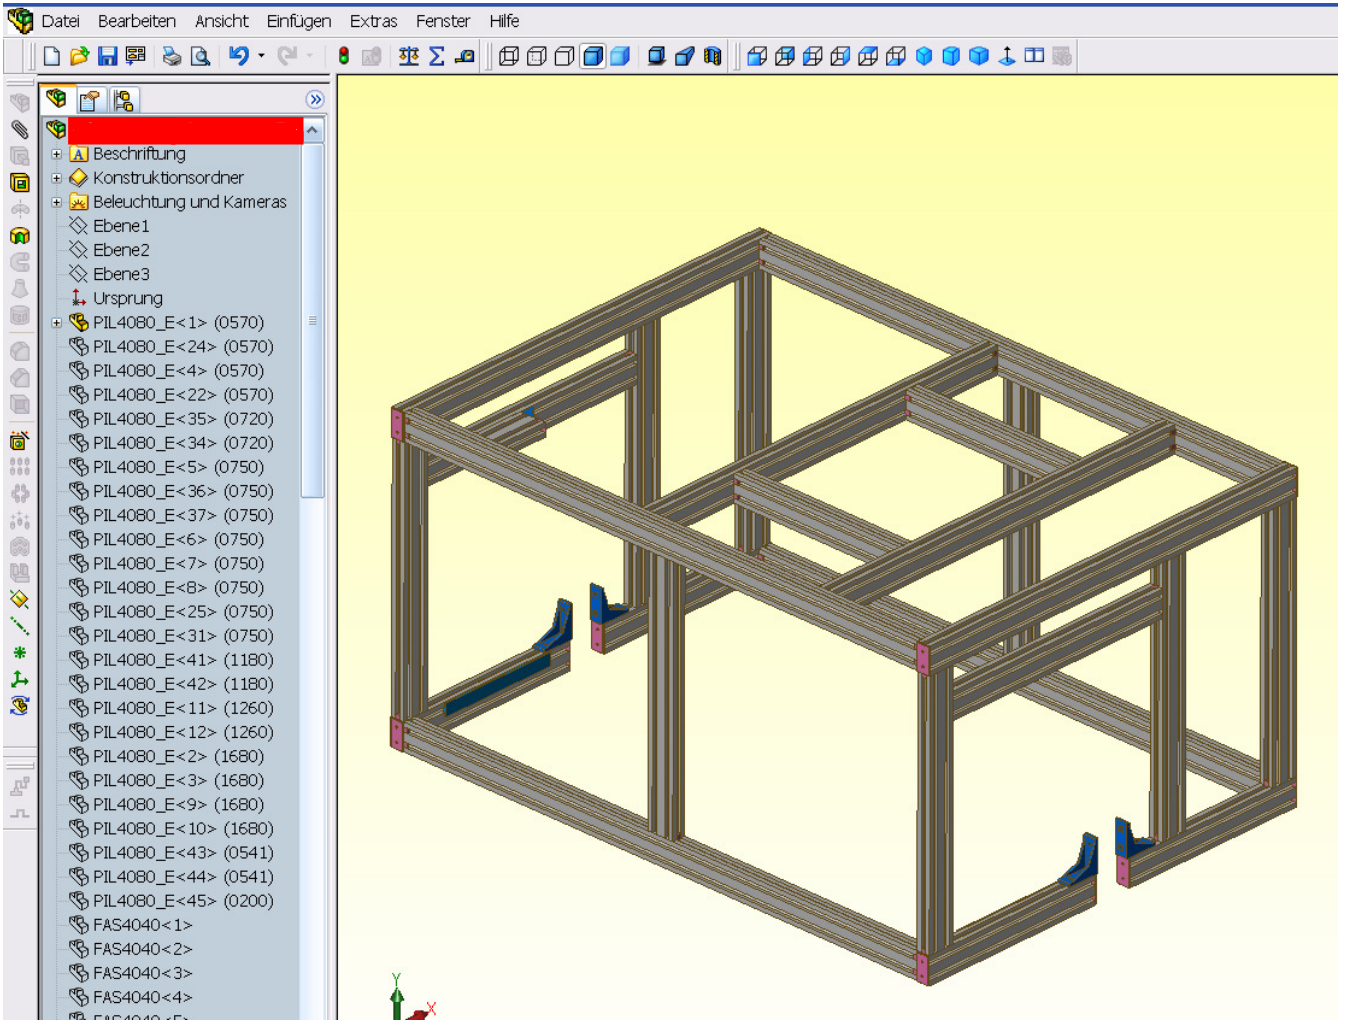 Datei Bearbeiten Ansicht Einfügen Extras Fenster Hilfe
Beschriftung
Konstruktionsordner
Beleuchtung und Kameras
Ebene1
Ebene2
Ebene3
Ursprung
PIL4080_E<1> (0570)
PIL4080_E<24> (0570)
PIL4080_E<4> (0570)
PIL4080_E<22> (0570)
PIL4080_E<35> (0720)
PIL4080_E<34> (0720)
PIL4080_E<5> (0750)
PIL4080_E<36> (0750)
PIL4080_E<37> (0750)
PIL4080_E<6> (0750)
PIL4080_E<7> (0750)
PIL4080_E<8> (0750)
PIL4080_E<25> (0750)
PIL4080_E<31> (0750)
PIL4080_E<41> (1180)
PIL4080_E<42> (1180)
PIL4080_E<11> (1260)
PIL4080_E<12> (1260)
PIL4080_E<2> (1680)
PIL4080_E<3> (1680)
PIL4080_E<9> (1680)
PIL4080_E<10> (1680)
PIL4080_E<43> (0541)
PIL4080_E<44> (0541)
PIL4080_E<45> (0200)
FAS4040<1>
FAS4040<2>
FAS4040<3>
FAS4040<4>
Y
X